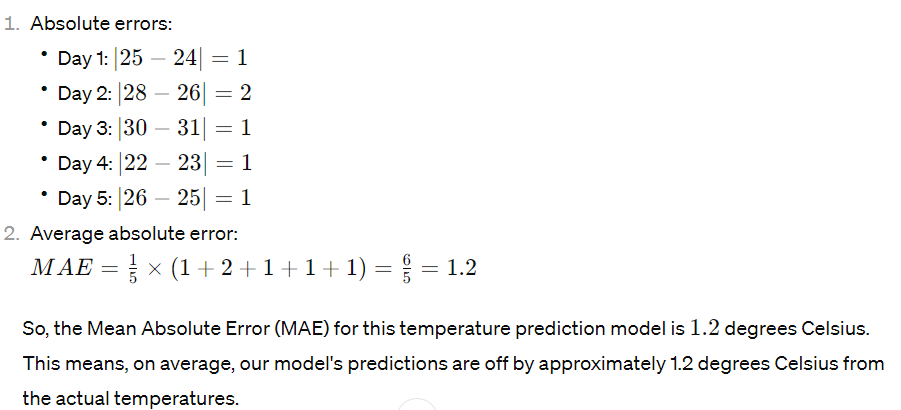 1. Absolute errors:
• Day 1: |25 − 24| = 1
• Day 2: |28 − 26| = 2
• Day 3: |30 − 31| = 1
• Day 4: |22 − 23| = 1
• Day 5: |26 − 25| = 1
2. Average absolute error:
MAE = 1/5 × (1 + 2 + 1 + 1 + 1) = 6/5 = 1.2
So, the Mean Absolute Error (MAE) for this temperature prediction model is 1.2 degrees Celsius.
This means, on average, our model's predictions are off by approximately 1.2 degrees Celsius from
the actual temperatures.